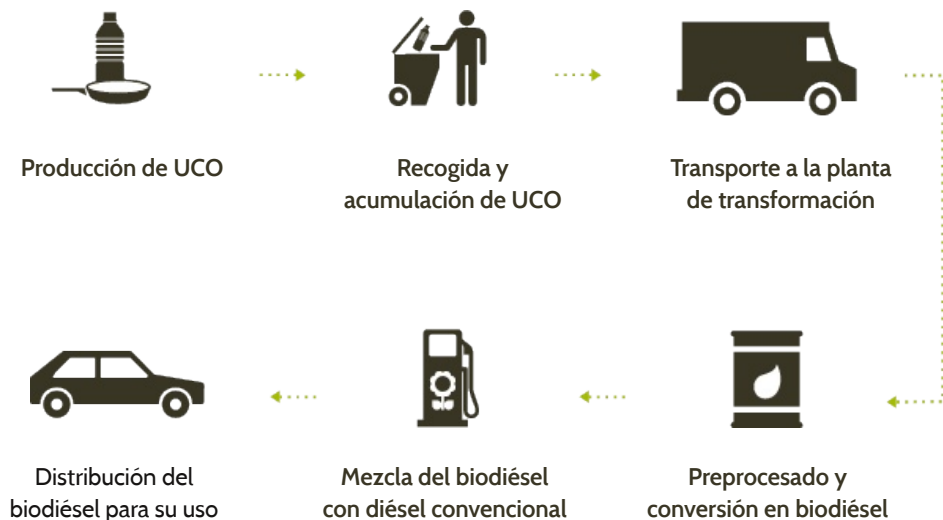 Producción de UCO
Recogida y
acumulación de UCO
Transporte a la planta
de transformación
Distribución del
biodiésel para su uso
Mezcla del biodiésel
con diésel convencional
Preprocesado y
conversión en biodiésel